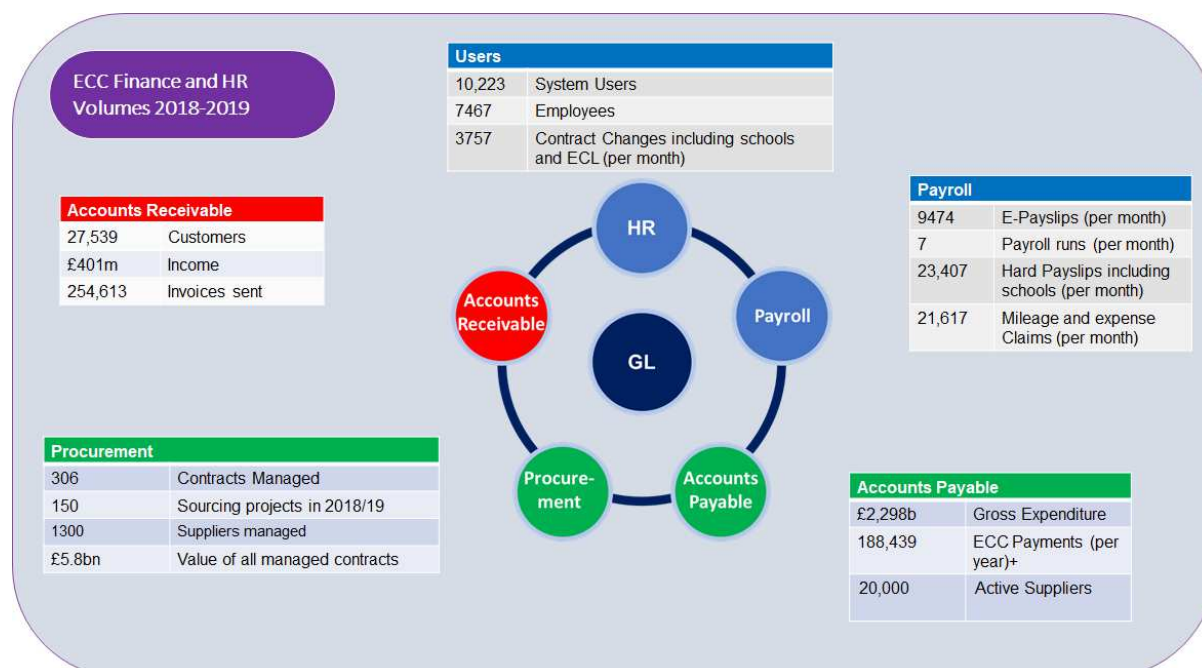 ECC Finance and HR
Volumes 2018-2019
Users
10,223 System Users
7467 Employees
3757 Contract Changes including schools
and ECL (per month)
Accounts Receivable
27,539 Customers
£401m Income
254,613 Invoices sent
Payroll
9474 E-Payslips (per month)
7 Payroll runs (per month)
23,407 Hard Payslips including
schools (per month)
21,617 Mileage and expense
Claims (per month)
HR
Accounts
Receivable
Payroll
GL
Procure-
ment
Accounts
Payable
Procurement
306 Contracts Managed
150 Sourcing projects in 2018/19
1300 Suppliers managed
£5.8bn Value of all managed contracts
Accounts Payable
£2,298b Gross Expenditure
188,439 ECC Payments (per
year)+
20,000 Active Suppliers